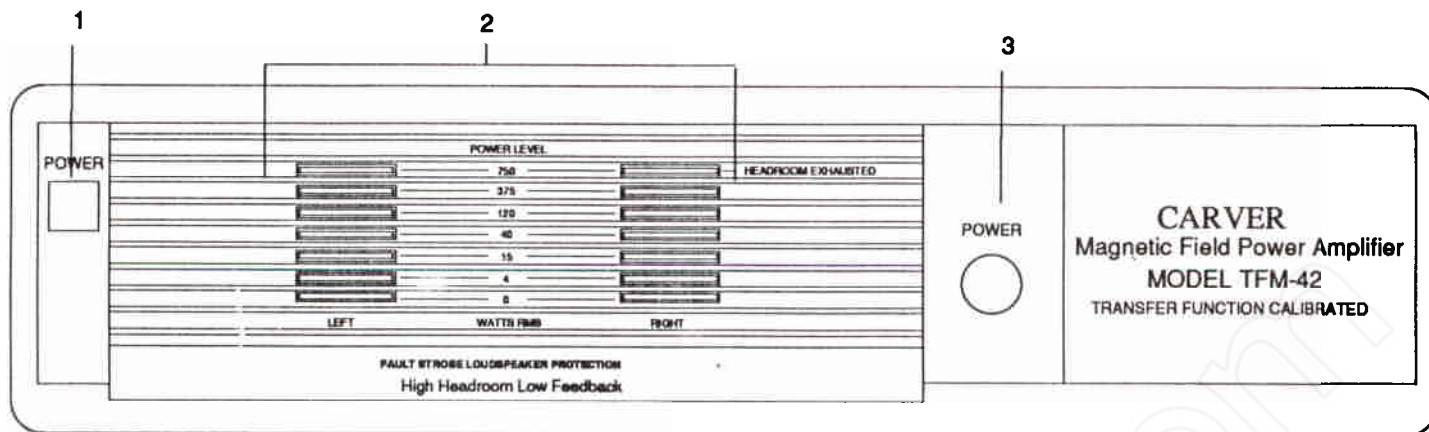 1
2
3
POWER
POWER LEVEL
750
HEADROOM EXHAUSTED
375
120
40
15
4
0
LEFT
WATTS RMS
RIGHT
FAULT STROBE LOUDSPEAKER PROTECTION
High Headroom Low Feedback
POWER
CARVER
Magnetic Field Power Amplifier
MODEL TFM-42
TRANSFER FUNCTION CALIBRATED